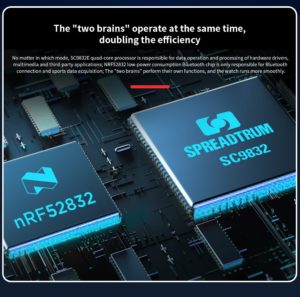 The "two brains" operate at the same time,
doubling the efficiency
No matter in which mode, SC9832E quad-core processor is responsible for data operation and processing of hardware drivers,
multimedia and third-party applications; NRF52832 low power consumption Bluetooth chip is only responsible for Bluetooth
connection and sports data acquisition; The "two brains" perform their own functions, and the watch runs more smoothly.
SPREADTRUM
SC9832
nRF52832